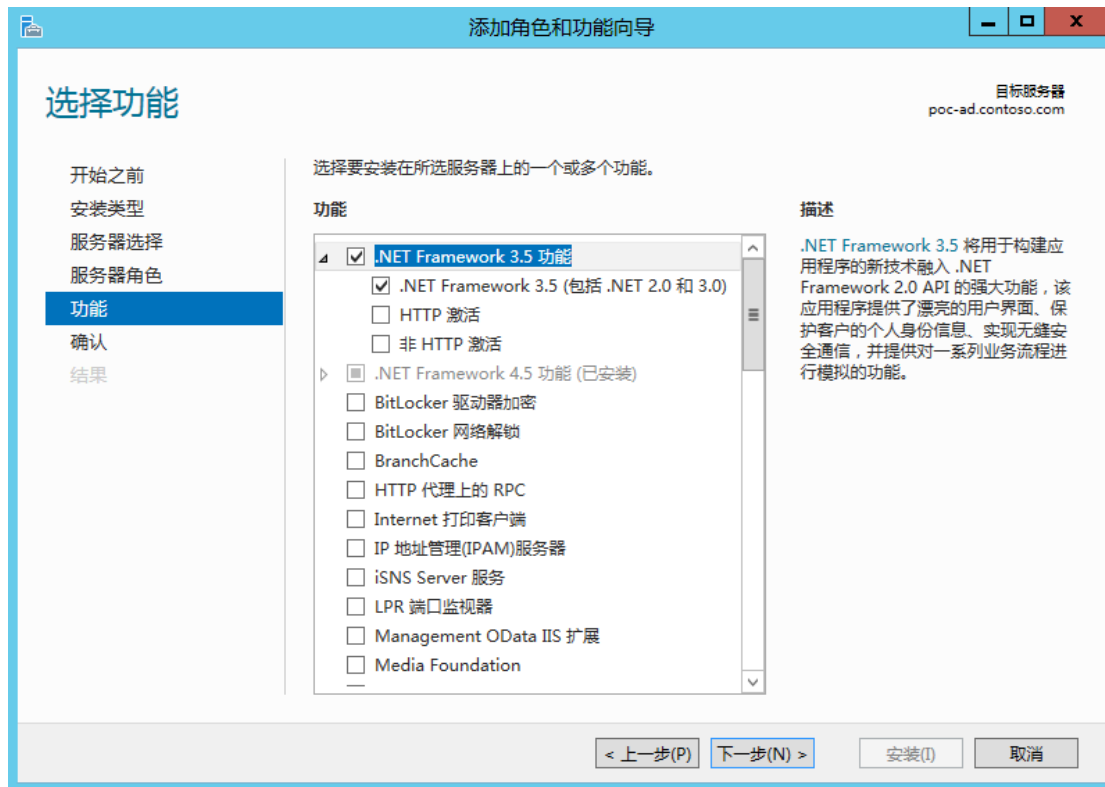 添加角色和功能向导
选择功能
目标服务器
poc-ad.contoso.com
开始之前
安装类型
服务器选择
服务器角色
功能
确认
结果
选择要安装在所选服务器上的一个或多个功能。
功能
.NET Framework 3.5 功能
.NET Framework 3.5 (包括 .NET 2.0 和 3.0)
HTTP 激活
非 HTTP 激活
.NET Framework 4.5 功能 (已安装)
BitLocker 驱动器加密
BitLocker 网络解锁
BranchCache
HTTP 代理上的 RPC
Internet 打印客户端
IP 地址管理(IPAM)服务器
iSNS Server 服务
LPR 端口监视器
Management OData IIS 扩展
Media Foundation
描述
.NET Framework 3.5 将用于构建应
用程序的新技术融入 .NET
Framework 2.0 API 的强大功能，该
应用程序提供了漂亮的用户界面、保
护客户的个人身份信息、实现无缝安
全通信，并提供对一系列业务流程进
行模拟的功能。
< 上一步(P)
下一步(N) >
安装(I)
取消